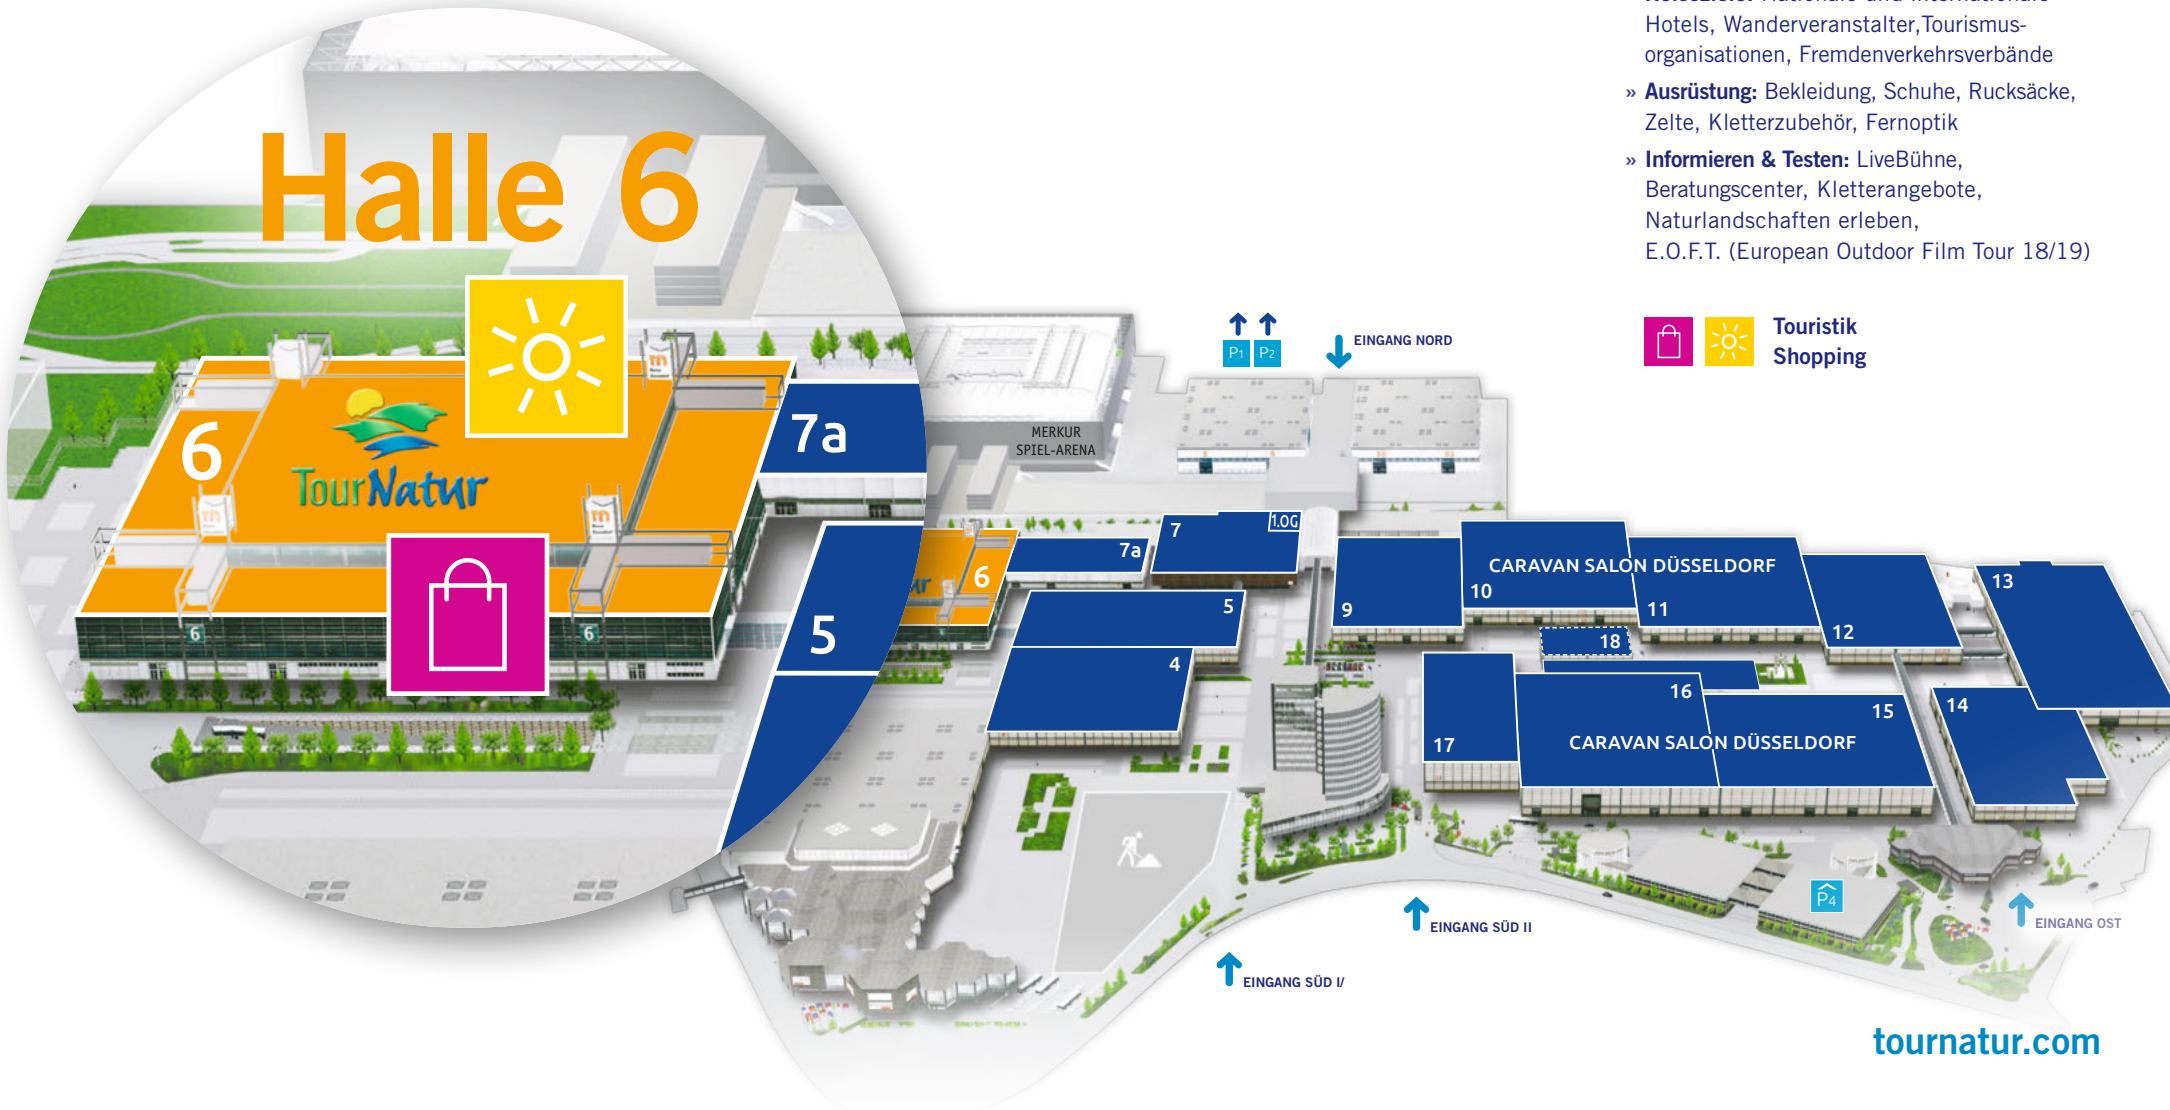 Hotels, Wanderveranstalter,Tourismus-
organisationen, Fremdenverkehrsverbände
» Ausrüstung: Bekleidung, Schuhe, Rucksäcke,
Zelte, Kletterzubehör, Fernoptik
» Informieren & Testen: LiveBühne,
Beratungscenter, Kletterangebote,
Naturlandschaften erleben,
E.O.F.T. (European Outdoor Film Tour 18/19)
Touristik
Shopping
Halle 6
6
TourNatur
7a
5
6
6
P1 P2
EINGANG NORD
MERKUR
SPIEL-ARENA
6
7a
7
1.OG
5
4
9
10
CARAVAN SALON DÜSSELDORF
11
12
13
18
17
16
15
CARAVAN SALON DÜSSELDORF
14
P4
EINGANG OST
EINGANG SÜD II
EINGANG SÜD I/
tournatur.com